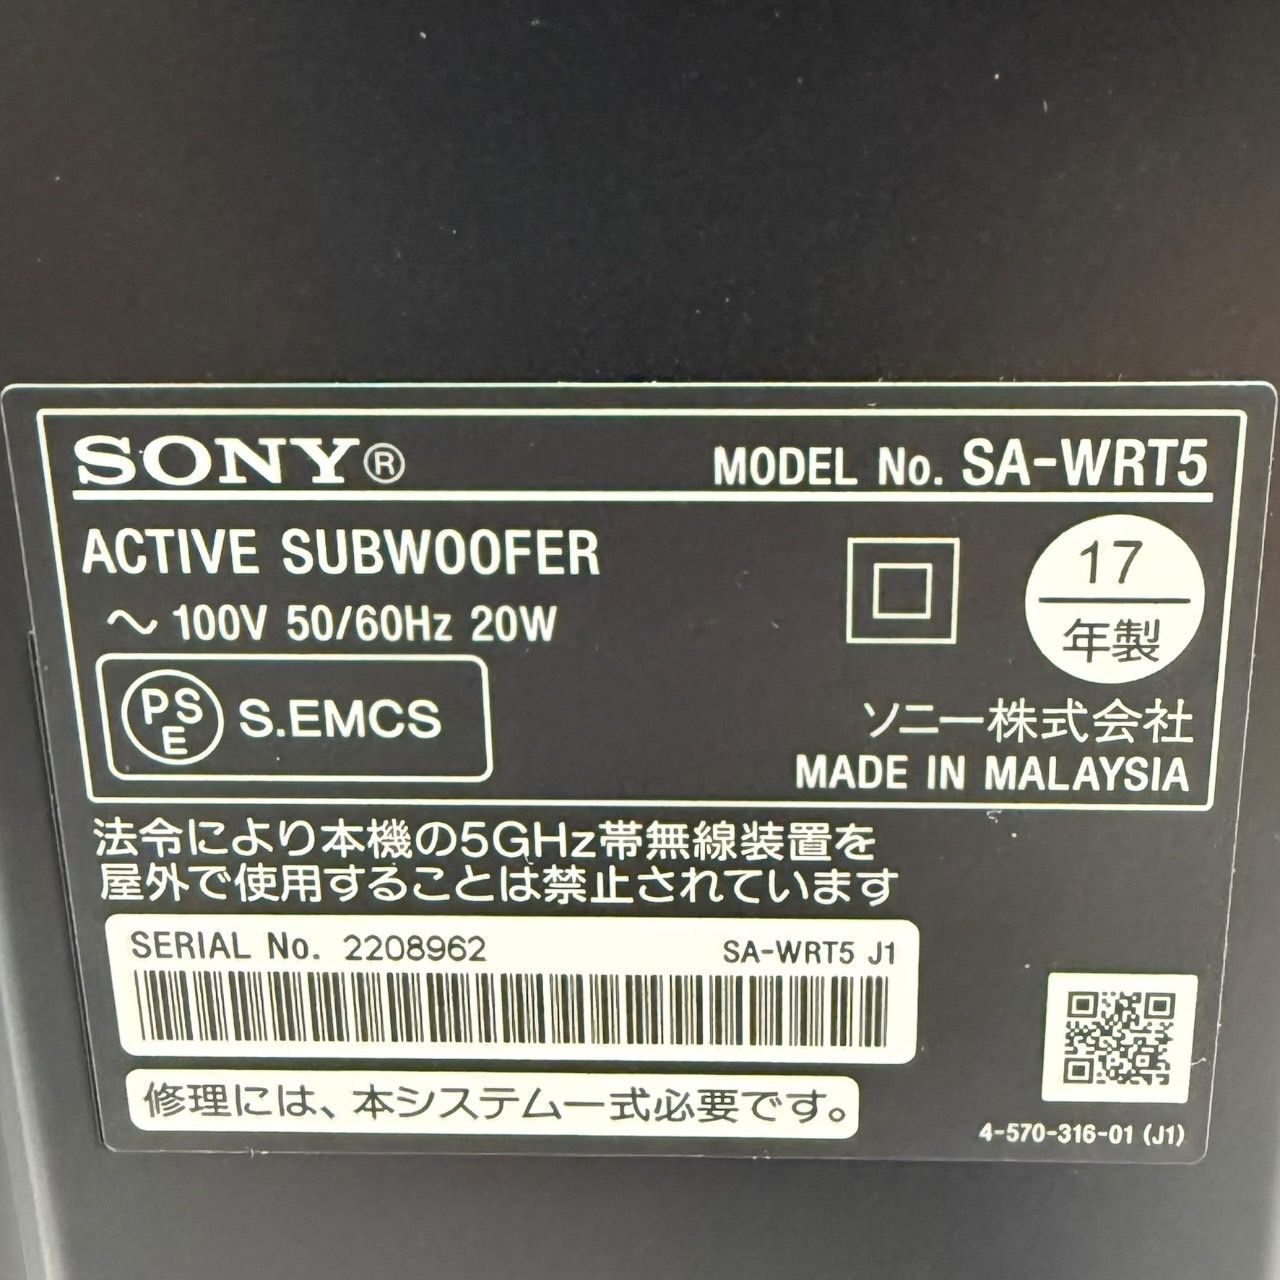 SONY®
MODEL No. SA-WRT5
ACTIVE SUBWOOFER
～ 100V 50/60Hz 20W
17
年製
PS
E
S.EMCS
ソニー株式会社
MADE IN MALAYSIA
法令により本機の5GHz帯無線装置を
屋外で使用することは禁止されています
SERIAL No. 2208962
SA-WRT5 J1
修理には、本システム一式必要です。
4-570-316-01 (J1)